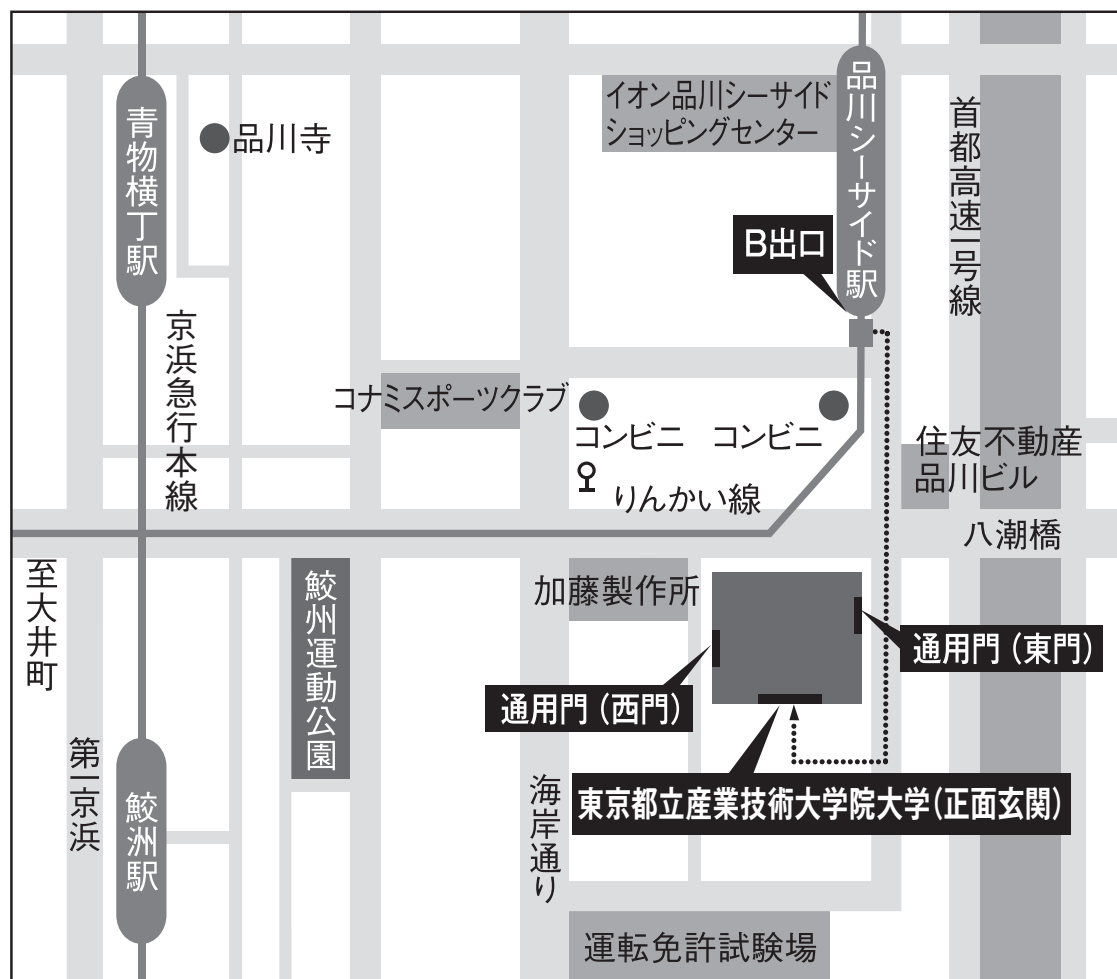 イオン品川シーサイド
ショッピングセンター
品川シーサイド駅
首都高速一号線
青物横丁駅
品川寺
B出口
京浜急行本線
コナミスポーツクラブ
コンビニ
コンビニ
りんかい線
住友不動産
品川ビル
八潮橋
至大井町
鮫州運動公園
加藤製作所
通用門（東門）
通用門（西門）
第一京浜
鮫洲駅
海岸通り
東京都立産業技術大学院大学（正面玄関）
運転免許試験場